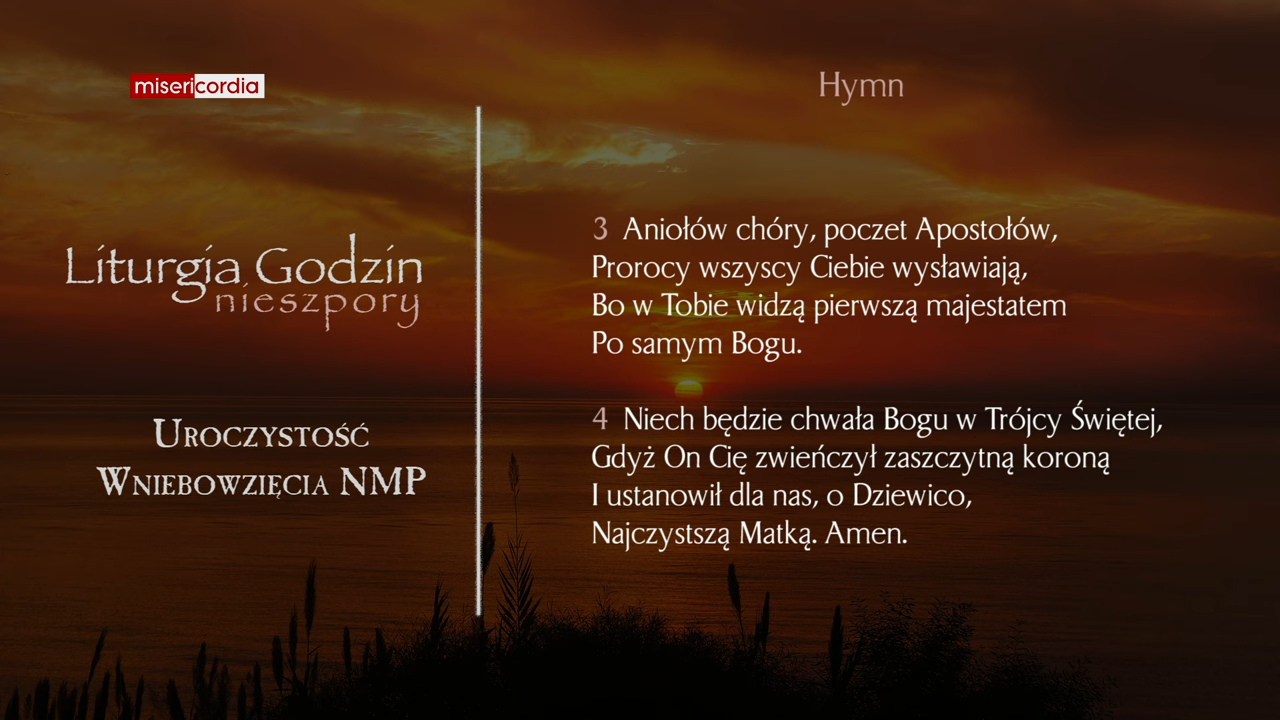 misericordia
Liturgia Godzin
nieszpory
Uroczystość
Wniebowzięcia NMP
Hymn
3 Aniołów chóry, poczet Apostołów,
Prorocy wszyscy Ciebie wysławiają,
Bo w Tobie widzą pierwszą majestatem
Po samym Bogu.
4 Niech będzie chwała Bogu w Trójcy Świętej,
Gdyż On Cię zwieńczył zaszczytną koroną
I ustanowił dla nas, o Dziewico,
Najczystszą Matką. Amen.